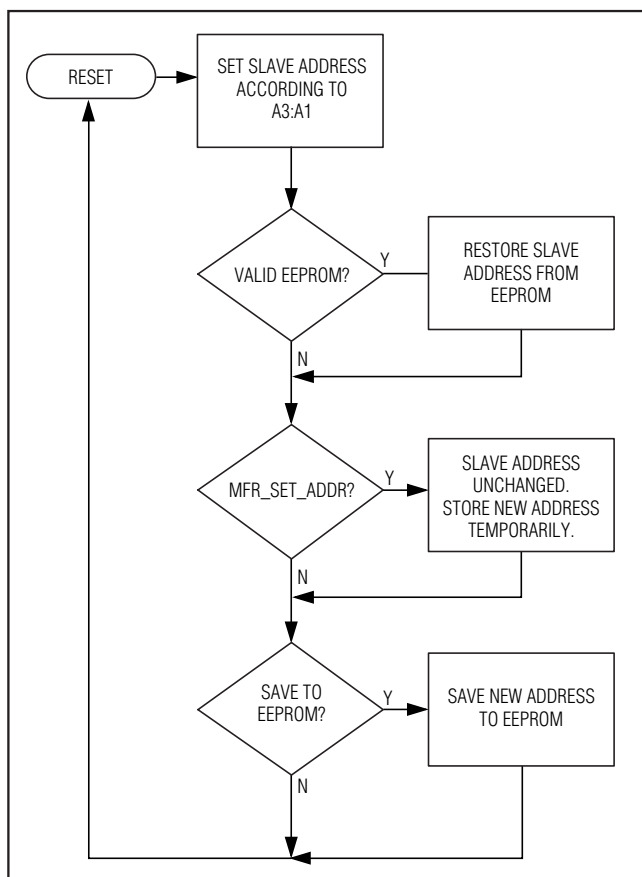 RESET
SET SLAVE ADDRESS
ACCORDING TO
A3:A1
VALID EEPROM?
Y
RESTORE SLAVE
ADDRESS FROM
EEPROM
N
MFR_SET_ADDR?
Y
SLAVE ADDRESS
UNCHANGED.
STORE NEW ADDRESS
TEMPORARILY.
N
SAVE TO
EEPROM?
Y
SAVE NEW ADDRESS
TO EEPROM
N